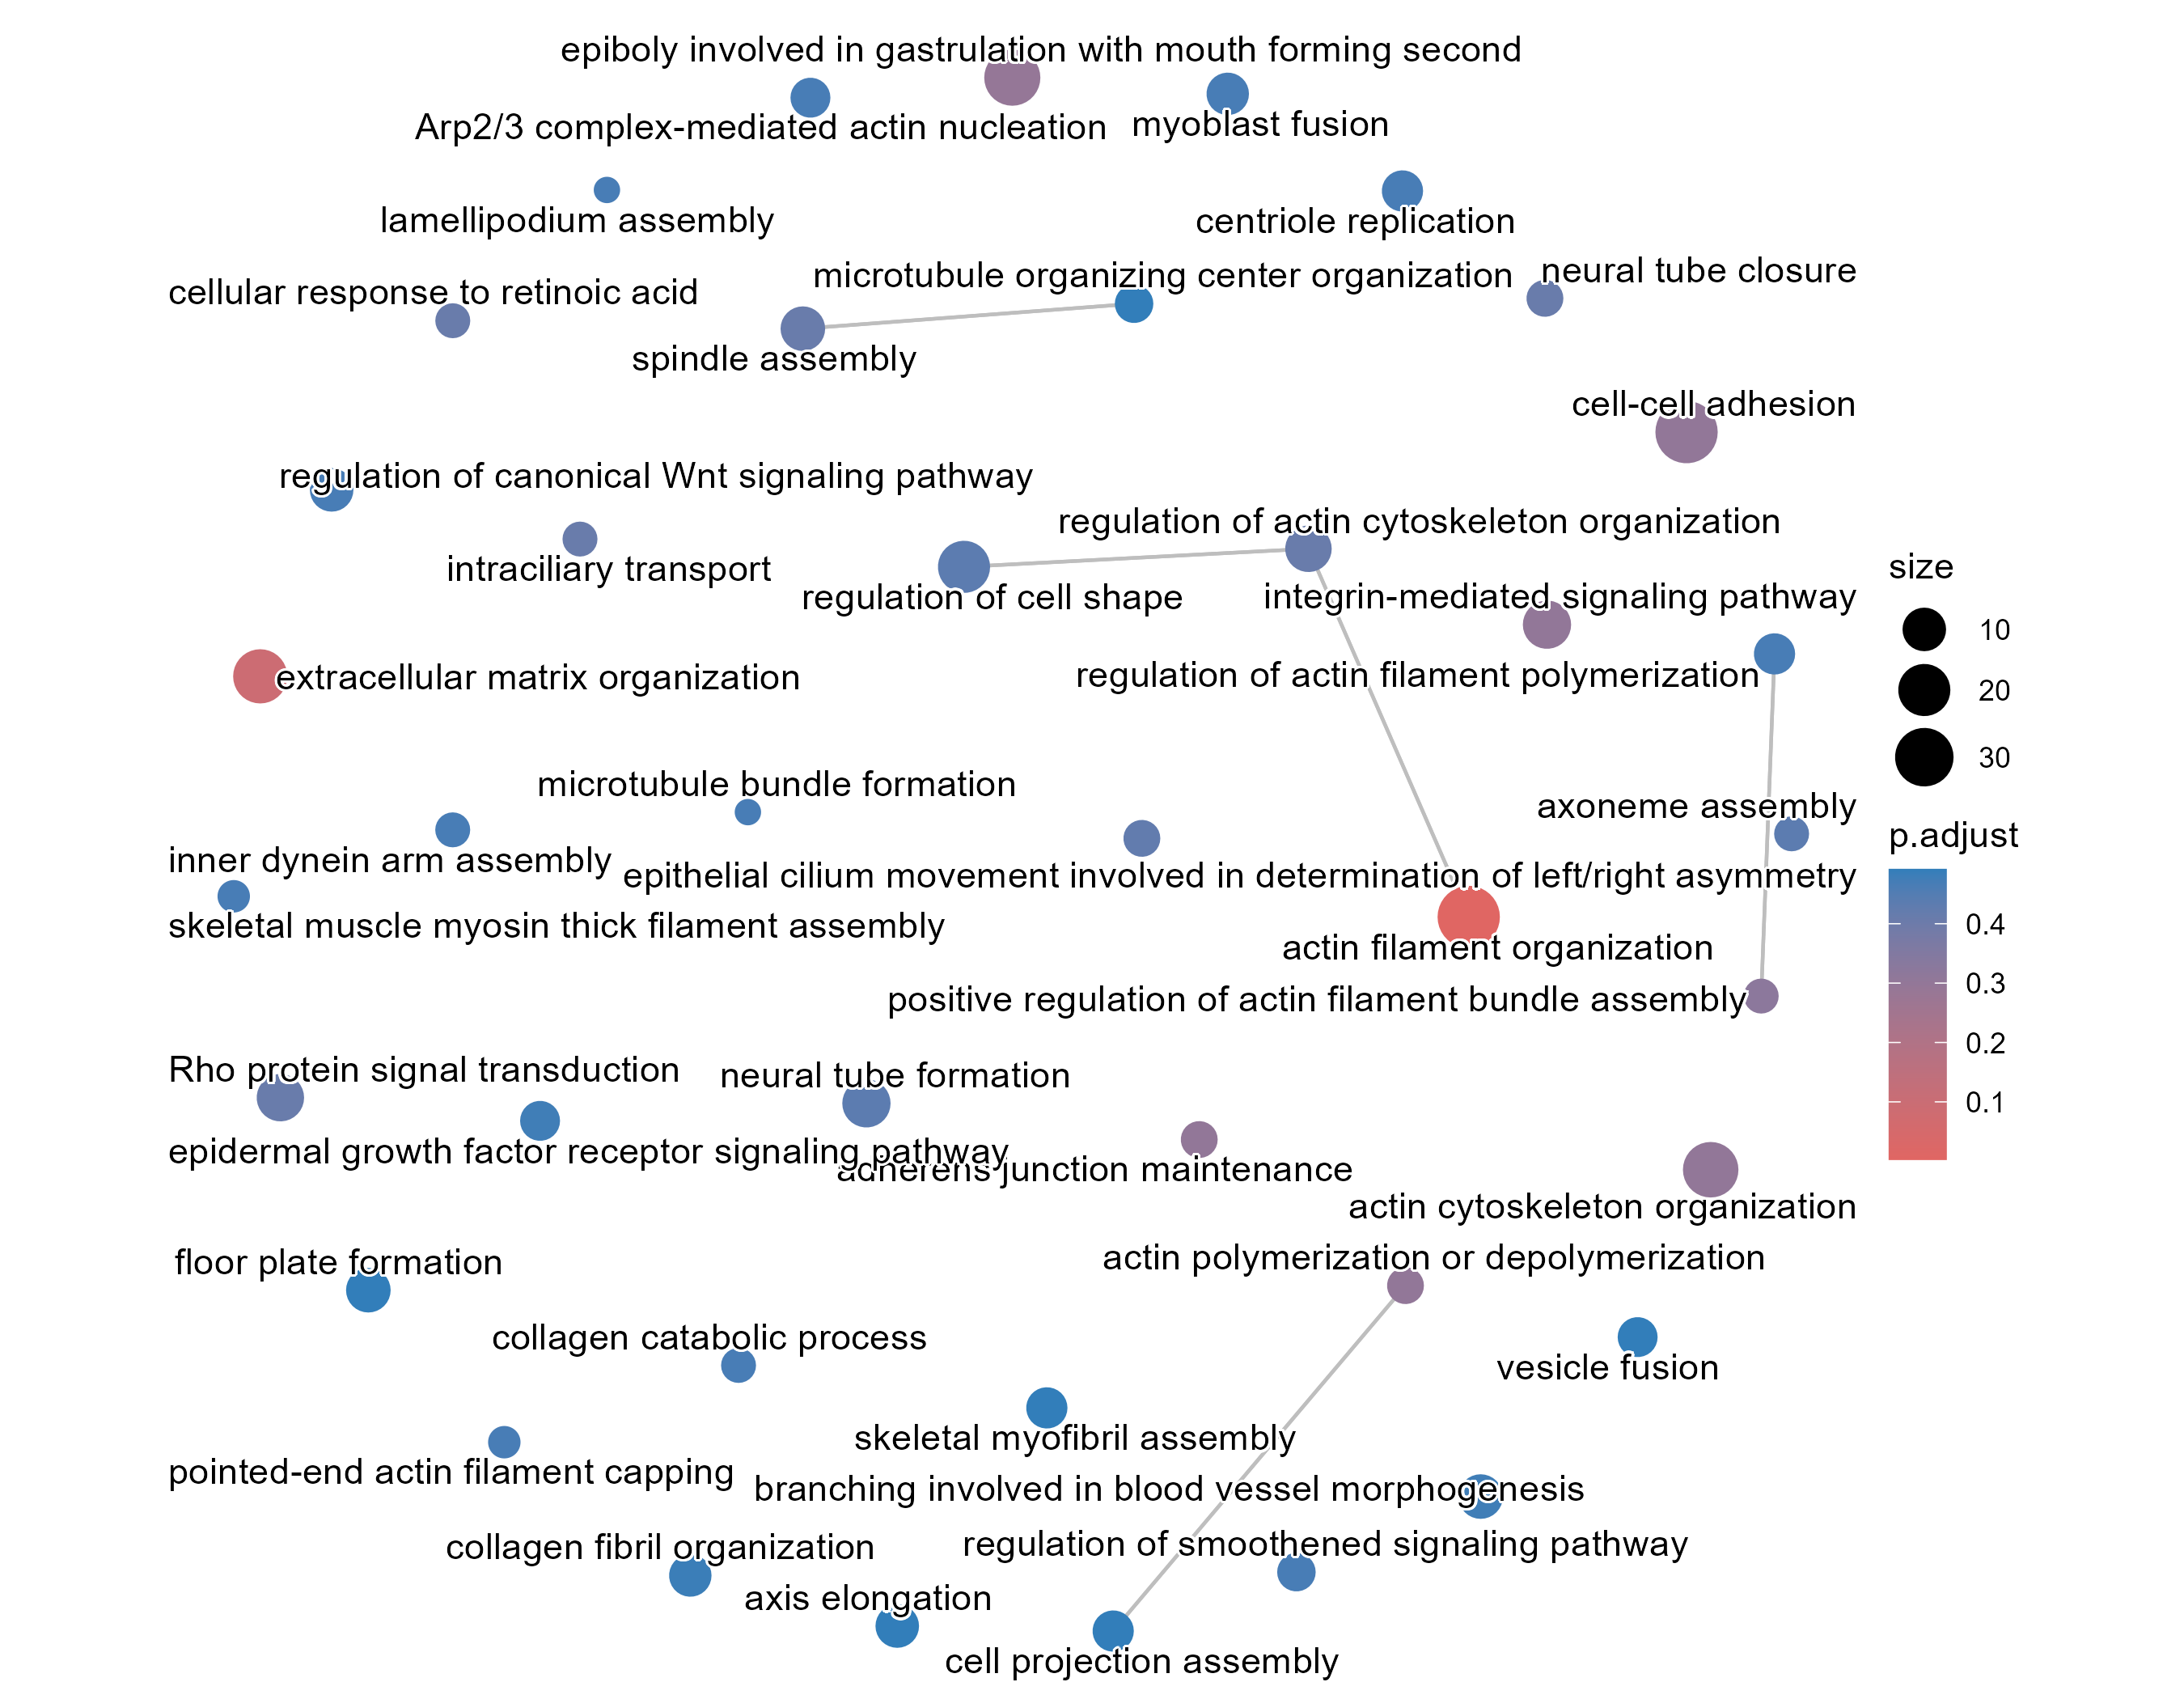 epiboly involved in gastrulation with mouth forming second
Arp2/3 complex-mediated actin nucleation
myoblast fusion
lamellipodium assembly
centriole replication
microtubule organizing center organization
neural tube closure
cellular response to retinoic acid
spindle assembly
cell-cell adhesion
regulation of canonical Wnt signaling pathway
regulation of actin cytoskeleton organization
intraciliary transport
regulation of cell shape
integrin-mediated signaling pathway
extracellular matrix organization
regulation of actin filament polymerization
microtubule bundle formation
axoneme assembly
inner dynein arm assembly
epithelial cilium movement involved in determination of left/right asymmetry
skeletal muscle myosin thick filament assembly
actin filament organization
positive regulation of actin filament bundle assembly
Rho protein signal transduction
neural tube formation
epidermal growth factor receptor signaling pathway
adherens junction maintenance
actin cytoskeleton organization
floor plate formation
actin polymerization or depolymerization
collagen catabolic process
vesicle fusion
skeletal myofibril assembly
pointed-end actin filament capping
branching involved in blood vessel morphogenesis
collagen fibril organization
regulation of smoothened signaling pathway
axis elongation
cell projection assembly
size
10
20
30
p.adjust
0.4
0.3
0.2
0.1